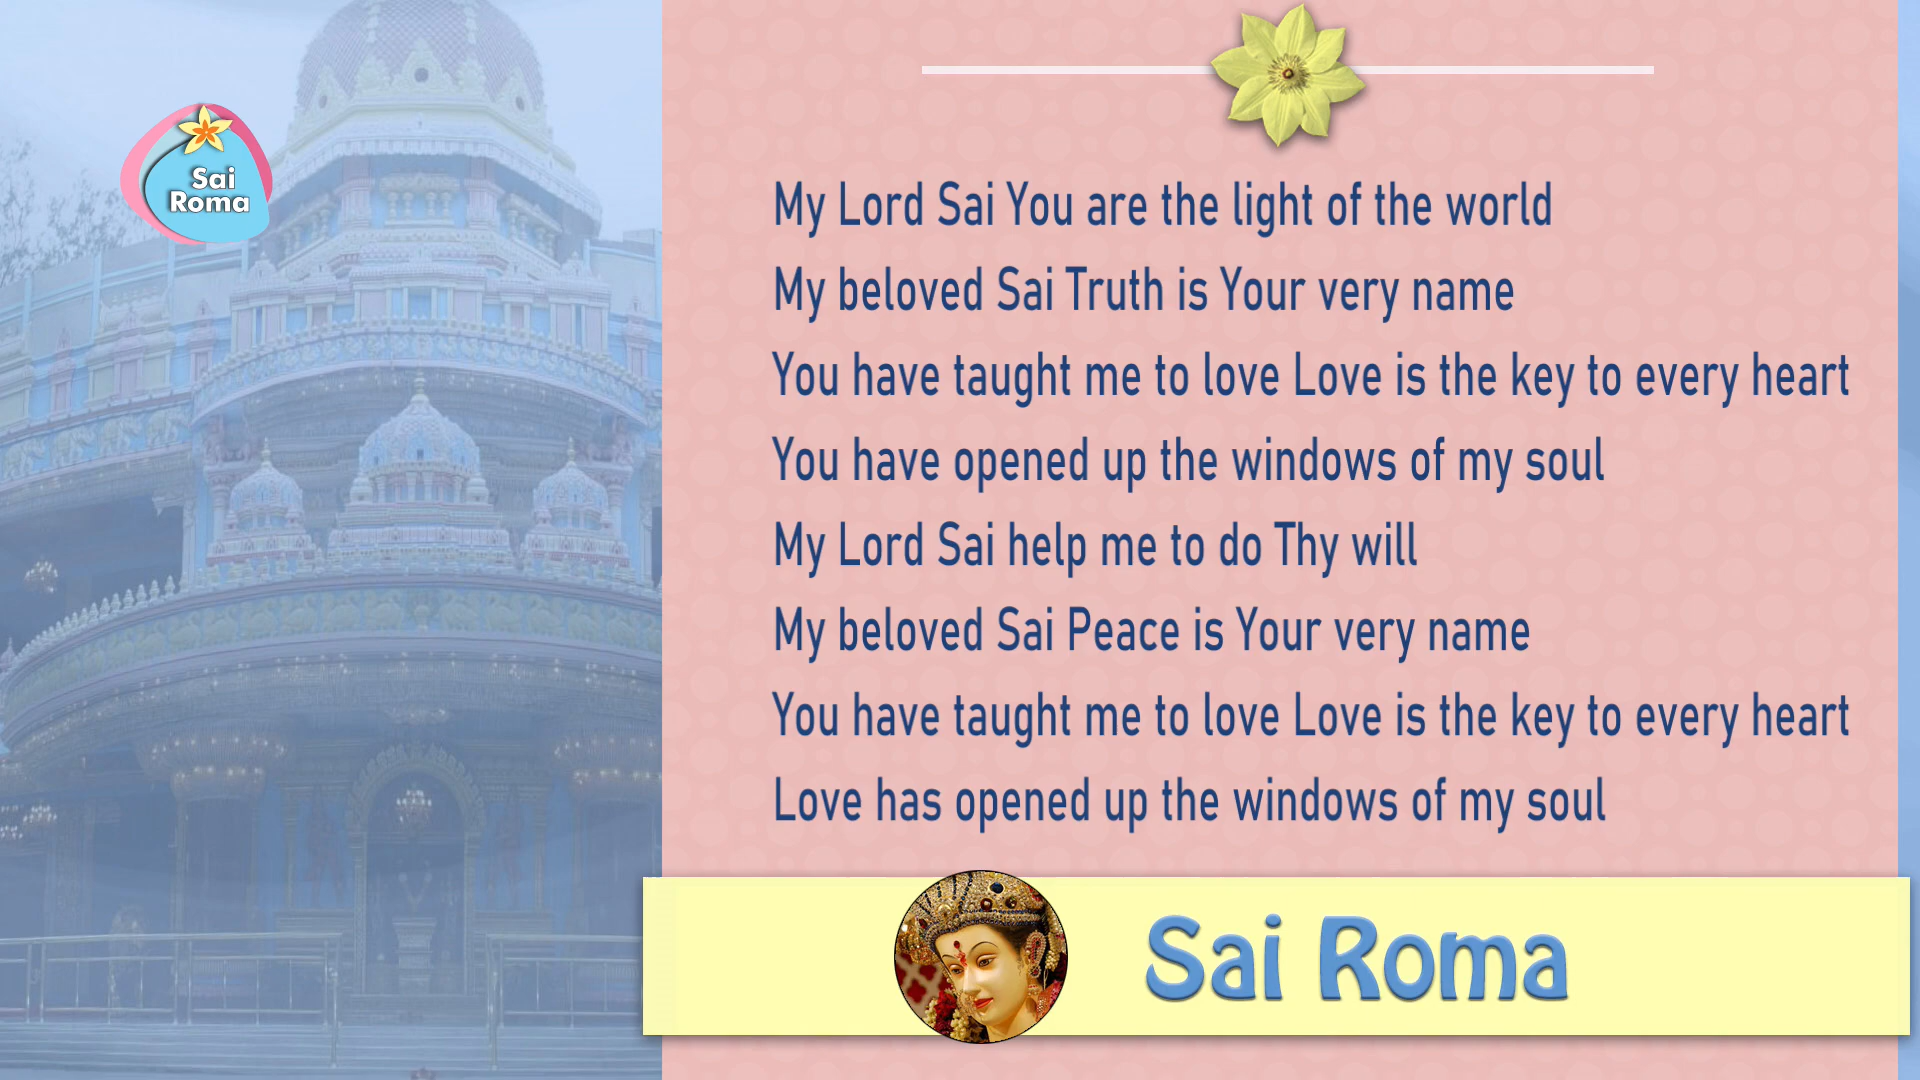 Sai
Roma
My Lord Sai You are the light of the world
My beloved Sai Truth is Your very name
You have taught me to love Love is the key to every heart
You have opened up the windows of my soul
My Lord Sai help me to do Thy will
My beloved Sai Peace is Your very name
You have taught me to love Love is the key to every heart
Love has opened up the windows of my soul
Sai Roma